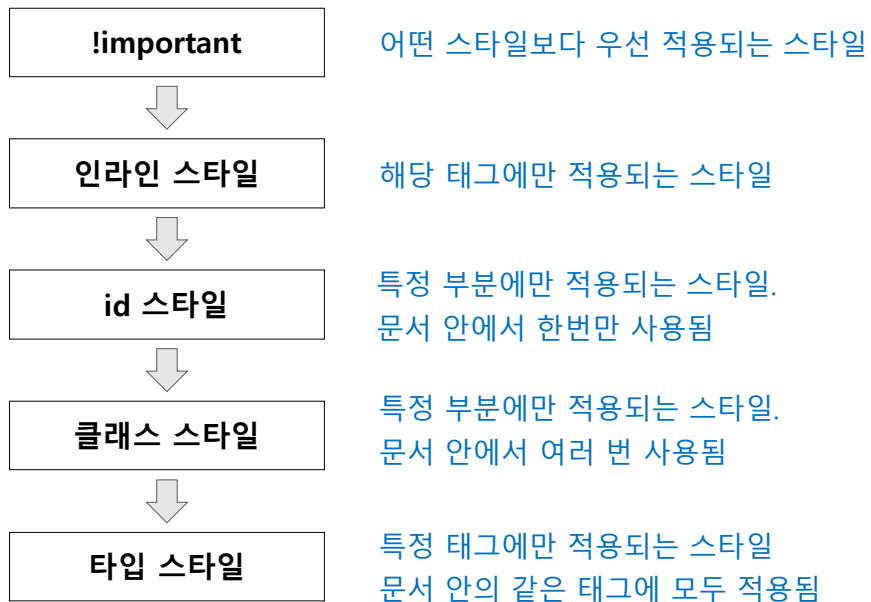 !important
어떤 스타일보다 우선 적용되는 스타일
인라인 스타일
해당 태그에만 적용되는 스타일
id 스타일
특정 부분에만 적용되는 스타일.
문서 안에서 한번만 사용됨
클래스 스타일
특정 부분에만 적용되는 스타일.
문서 안에서 여러 번 사용됨
타입 스타일
특정 태그에만 적용되는 스타일
문서 안의 같은 태그에 모두 적용됨